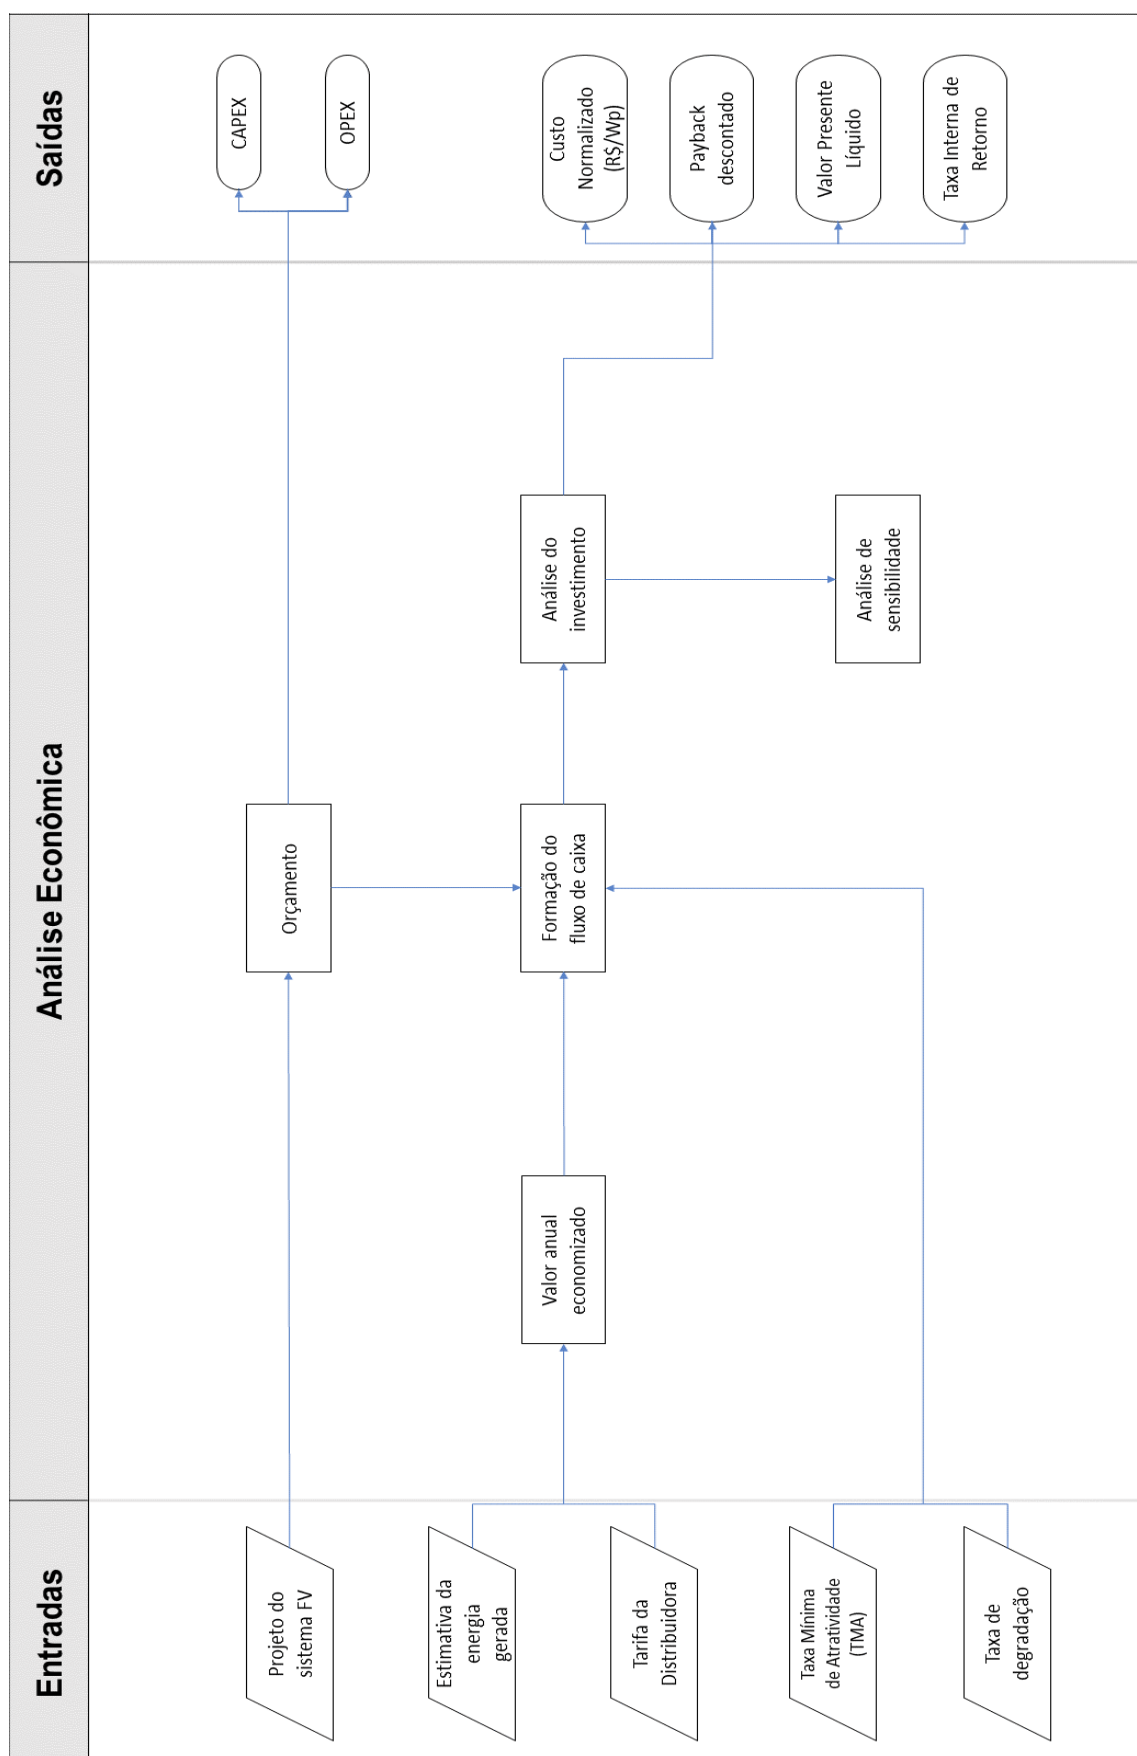 Entradas
Análise Econômica
Saídas
Projeto do
sistema FV
Orçamento
CAPEX
OPEX
Estimativa da
energia
gerada
Tarifa da
Distribuidora
Valor anual
economizado
Formação do
fluxo de caixa
Análise do
investimento
Custo
Normalizado
(R$/Wp)
Payback
descontado
Valor Presente
Líquido
Taxa Interna de
Retorno
Taxa Mínima
de Atratividade
(TMA)
Taxa de
degradação
Análise de
sensibilidade